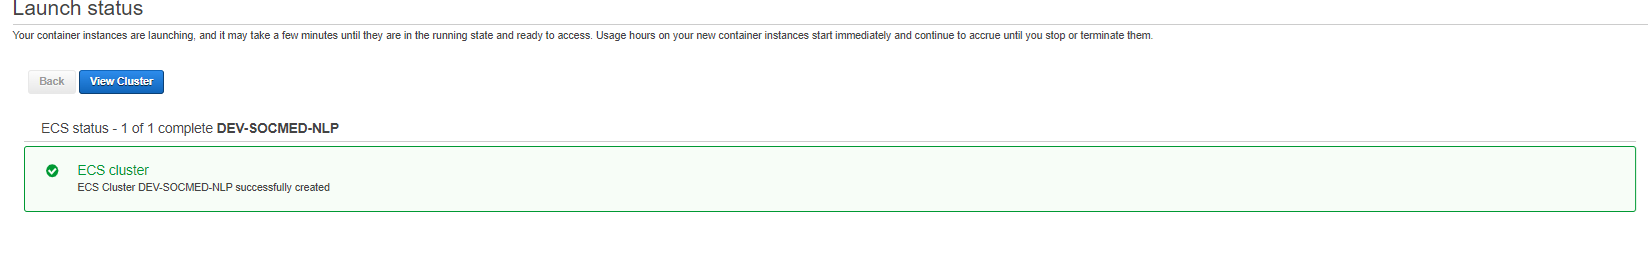 Launch status
Your container instances are launching, and it may take a few minutes until they are in the running state and ready to access. Usage hours on your new container instances start immediately and continue to accrue until you stop or terminate them.
Back View Cluster
ECS status - 1 of 1 complete DEV-SOCMED-NLP
ECS cluster
ECS Cluster DEV-SOCMED-NLP successfully created